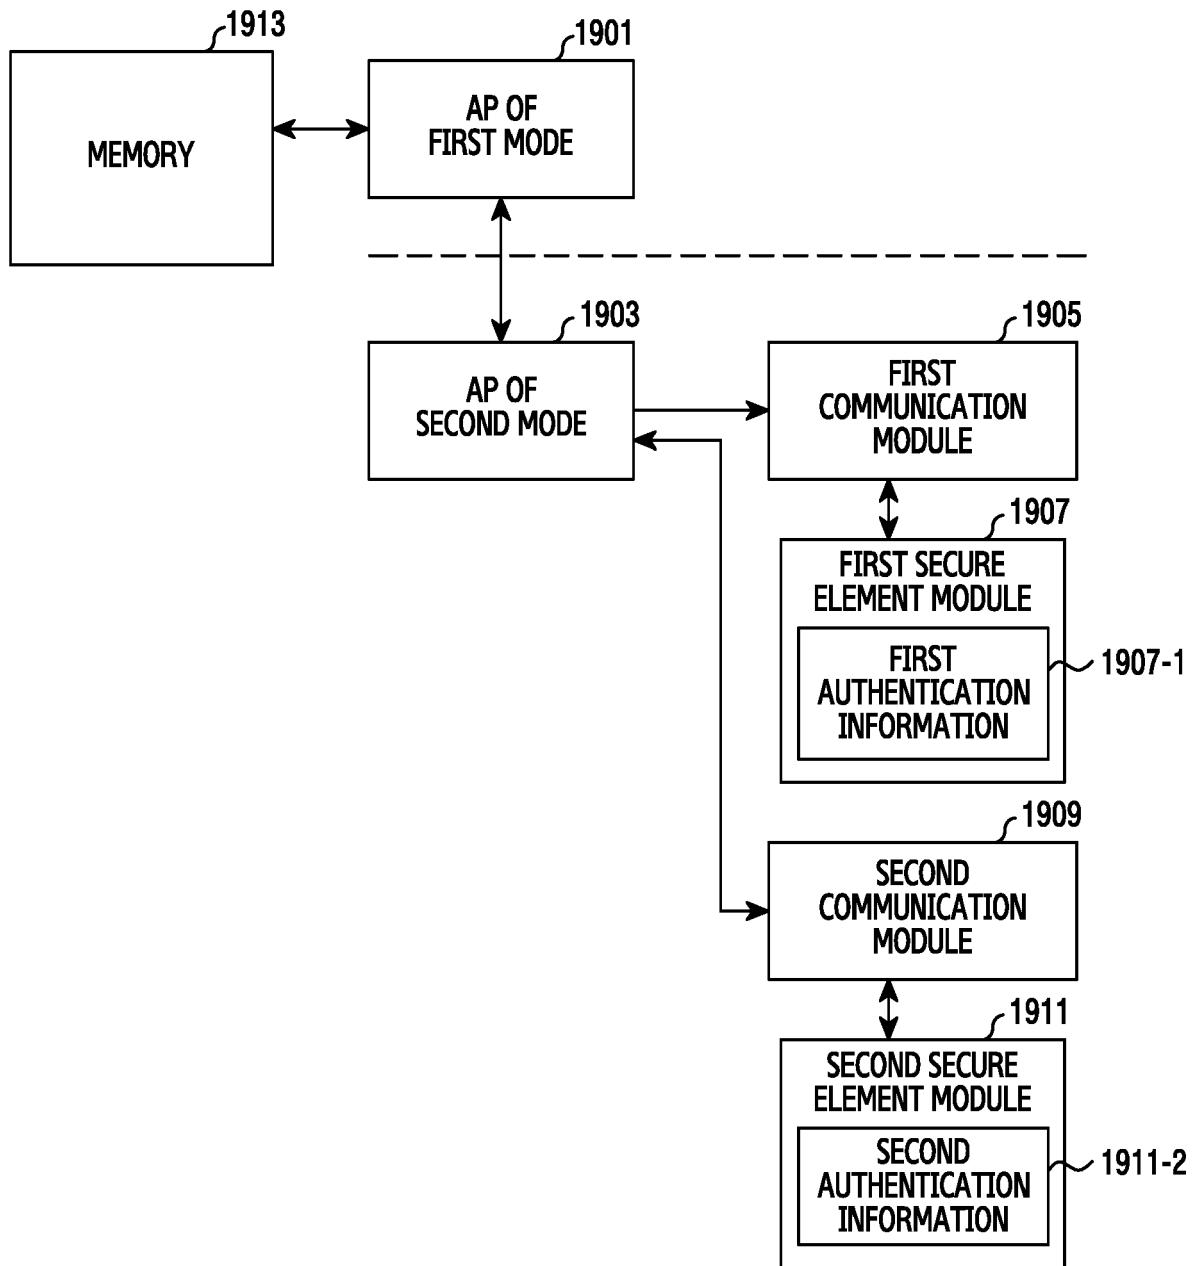 1913
1901
MEMORY
AP OF
FIRST MODE
1903
1905
AP OF
SECOND MODE
FIRST
COMMUNICATION
MODULE
1907
FIRST SECURE
ELEMENT MODULE
FIRST
AUTHENTICATION
INFORMATION
1907-1
1909
SECOND
COMMUNICATION
MODULE
1911
SECOND SECURE
ELEMENT MODULE
SECOND
AUTHENTICATION
INFORMATION
1911-2